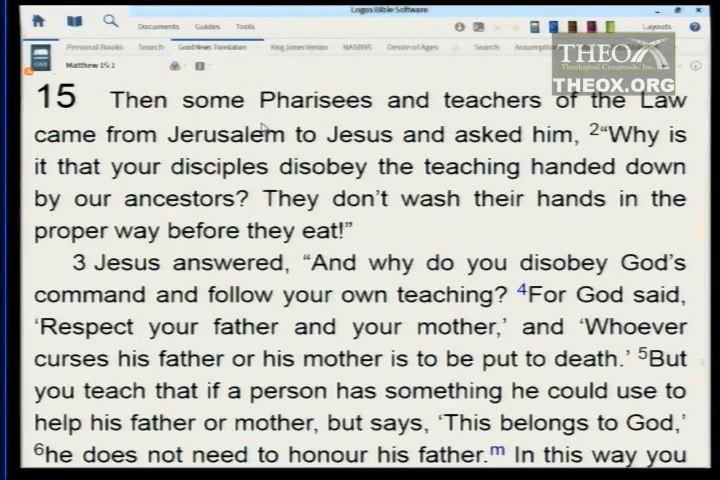 Logos Bible Software
Documents Guides Tools Layouts
Personal Books Search Good News Translation King James Version NASB95 Desire of Ages Search Assumption
Matthew 15:1
THEOX
Theological Crossroads, Inc.
THEOX.ORG
15 Then some Pharisees and teachers of the Law
came from Jerusalem to Jesus and asked him, 2“Why is
it that your disciples disobey the teaching handed down
by our ancestors? They don’t wash their hands in the
proper way before they eat!”
3 Jesus answered, “And why do you disobey God’s
command and follow your own teaching? 4For God said,
‘Respect your father and your mother,’ and ‘Whoever
curses his father or his mother is to be put to death.’ 5But
you teach that if a person has something he could use to
help his father or mother, but says, ‘This belongs to God,’
6he does not need to honour his father.m In this way you